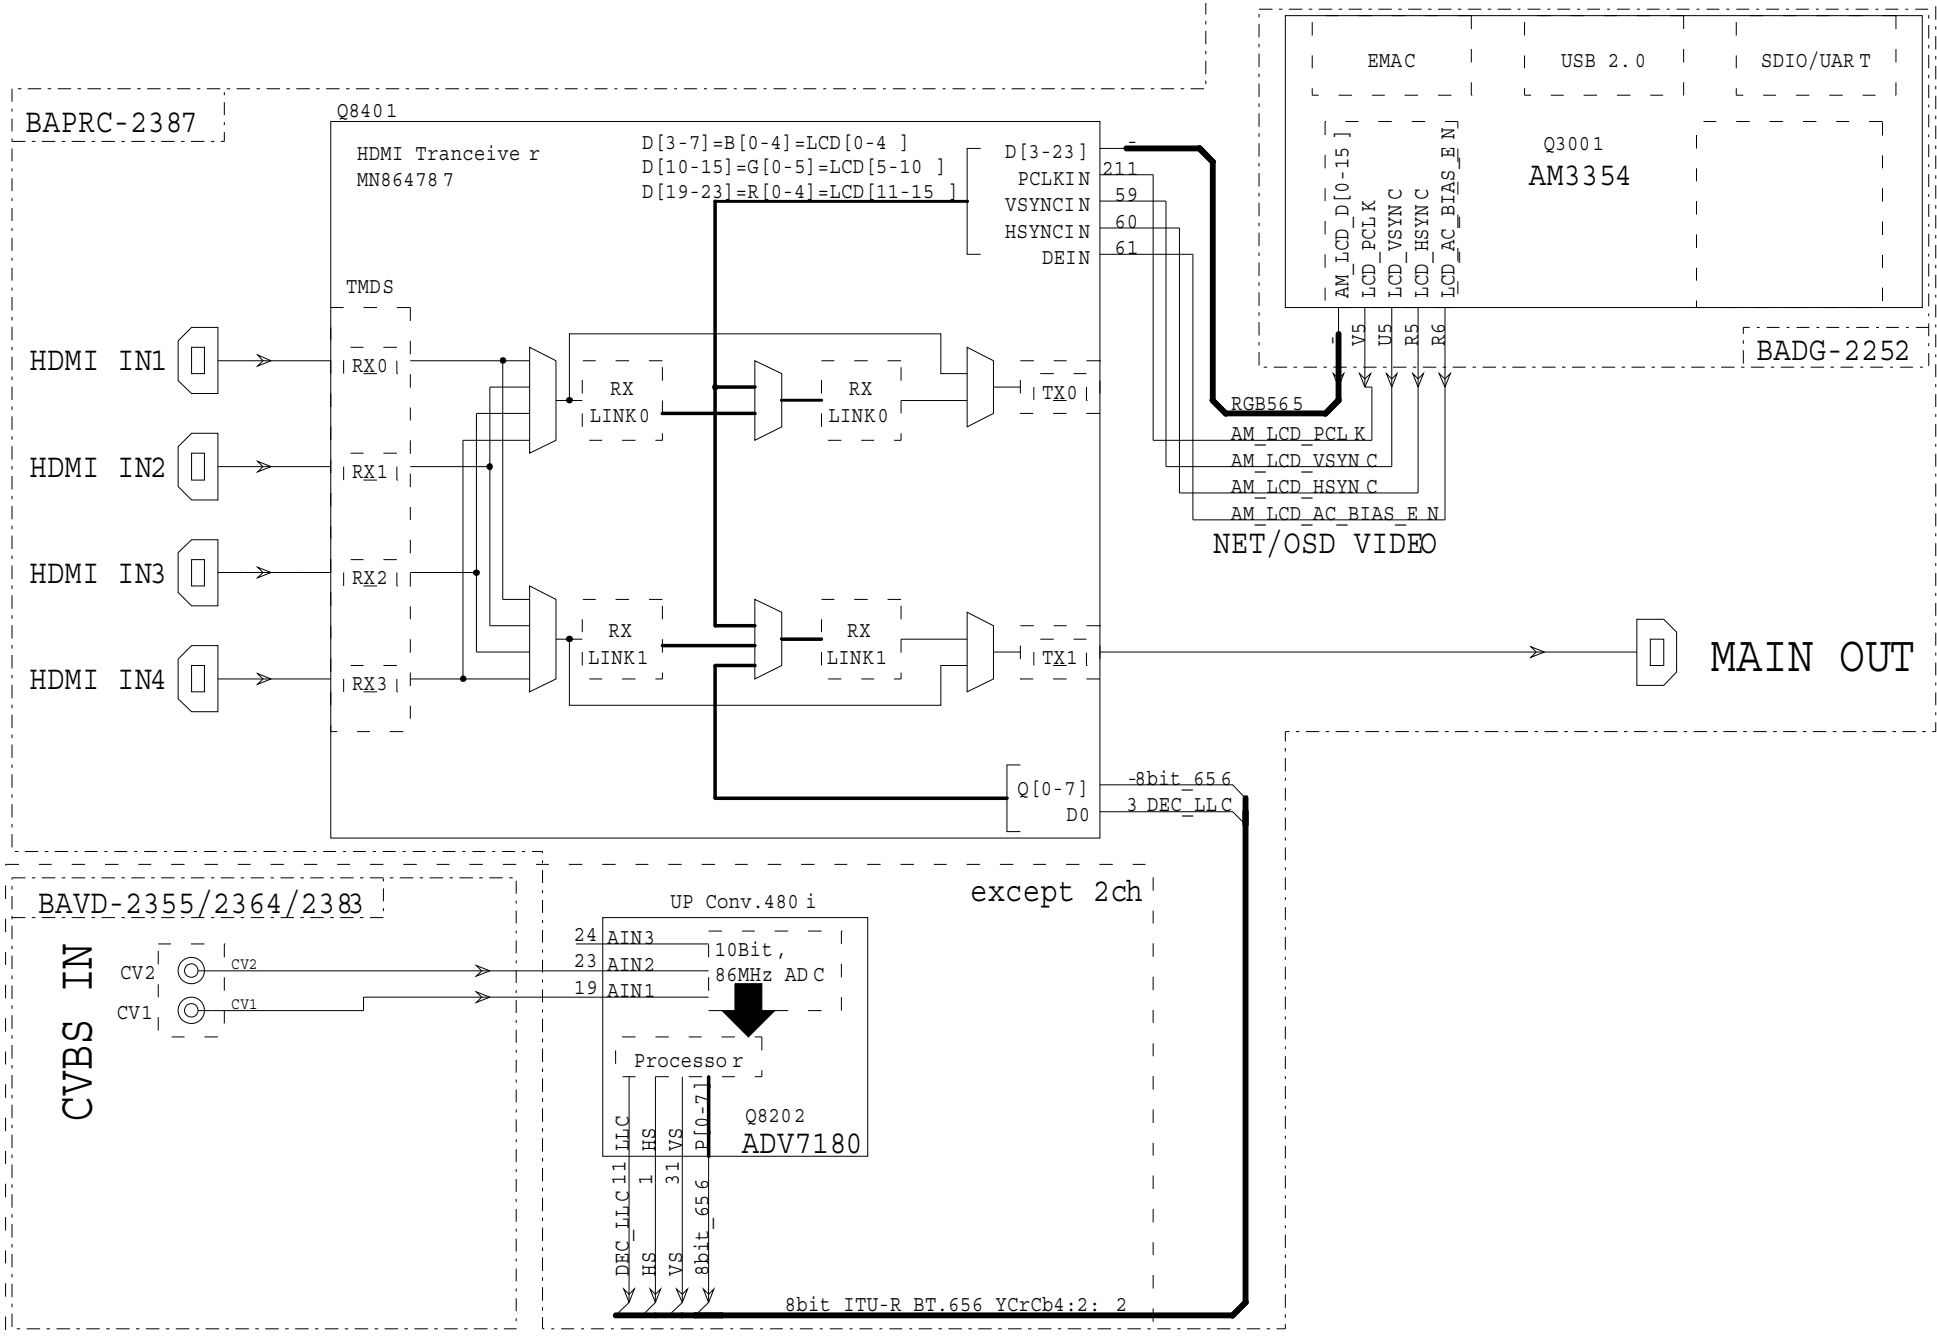 EMAC
USB 2.0
SDIO/UART
BAPRC-2387
Q8401
HDMI Tranceiver
MN864787
D[3-7]=B[0-4]=LCD[0-4 ]
D[10-15]=G[0-5]=LCD[5-10 ]
D[19-23]=R[0-4]=LCD[11-15 ]
D[3-23] -
PCLKIN 211
VSYNCIN 59
HSYNCIN 60
DEIN 61
AM_LCD_D[0-15]
LCD_PCLK
LCD_VSYNC
LCD_HSYNC
LCD_AC_BIAS_EN
Q3001
AM3354
- V5 U5 R5 R6
BADG-2252
TMDS
HDMI IN1
RX0
HDMI IN2
RX1
HDMI IN3
RX2
HDMI IN4
RX3
RX
LINK0
RX
LINK0
TX0
RX
LINK1
RX
LINK1
TX1
RGB565
AM_LCD_PCLK
AM_LCD_VSYNC
AM_LCD_HSYNC
AM_LCD_AC_BIAS_EN
NET/OSD VIDEO
MAIN OUT
Q[0-7] -8bit_656
D0 3 DEC_LLC
BAVD-2355/2364/2383
CVBS IN
CV2 CV2
CV1 CV1
except 2ch
UP Conv.480i
24 AIN3
23 AIN2
19 AIN1
10Bit,
86MHz ADC
Processor
Q8202
ADV7180
DEC_LLC 11 LLC
HS 1 HS
VS 31 VS
8bit_656 P[0-7]
8bit ITU-R BT.656 YCrCb4:2: 2